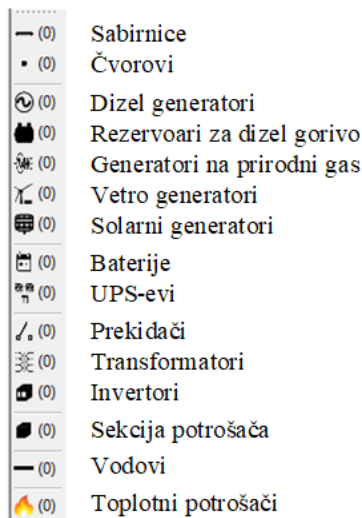 (0) Sabirnice
(0) Čvorovi
(0) Dizel generatori
(0) Rezervoari za dizel gorivo
(0) Generatori na prirodni gas
(0) Vetro generatori
(0) Solarni generatori
(0) Baterije
(0) UPS-evi
(0) Prekidači
(0) Transformatori
(0) Invertori
(0) Sekcija potrošača
(0) Vodovi
(0) Toplotni potrošači